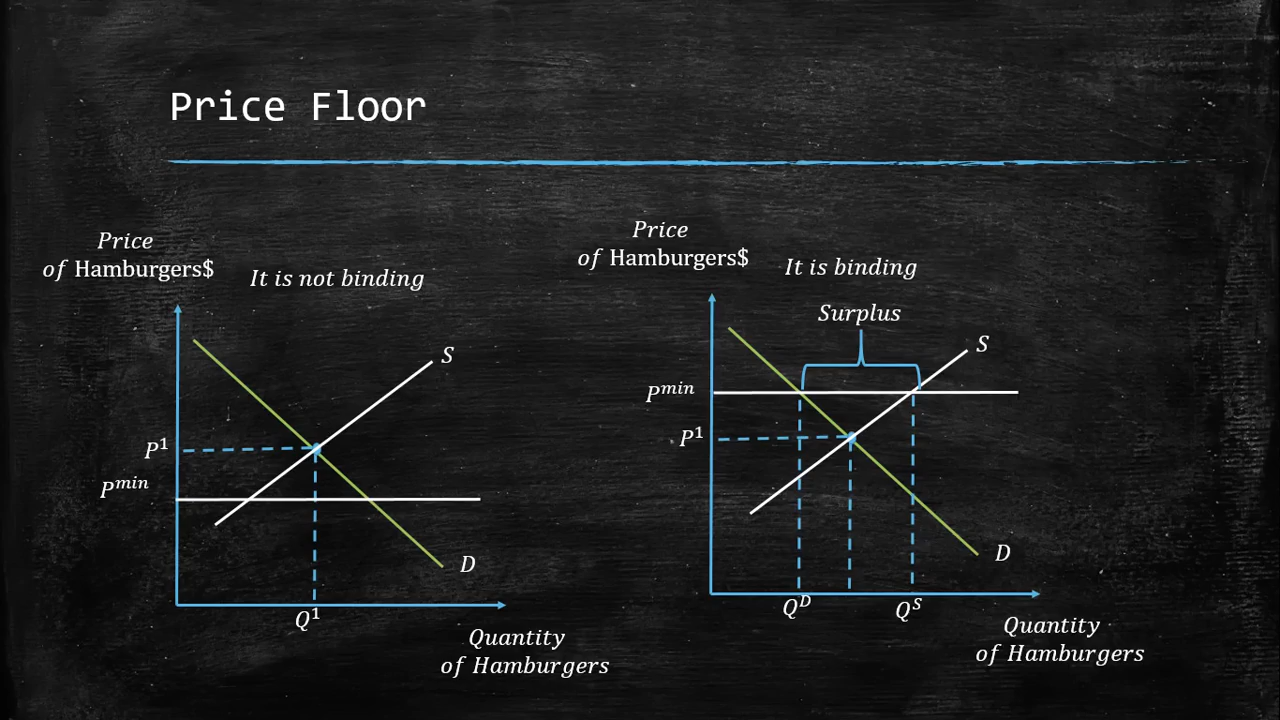 Price Floor
Price
of Hamburgers$
It is not binding
S
P¹
Pᵐⁱⁿ
D
Q¹
Quantity
of Hamburgers
Price
of Hamburgers$
It is binding
Surplus
S
Pᵐⁱⁿ
P¹
D
Qᴰ
Qˢ
Quantity
of Hamburgers